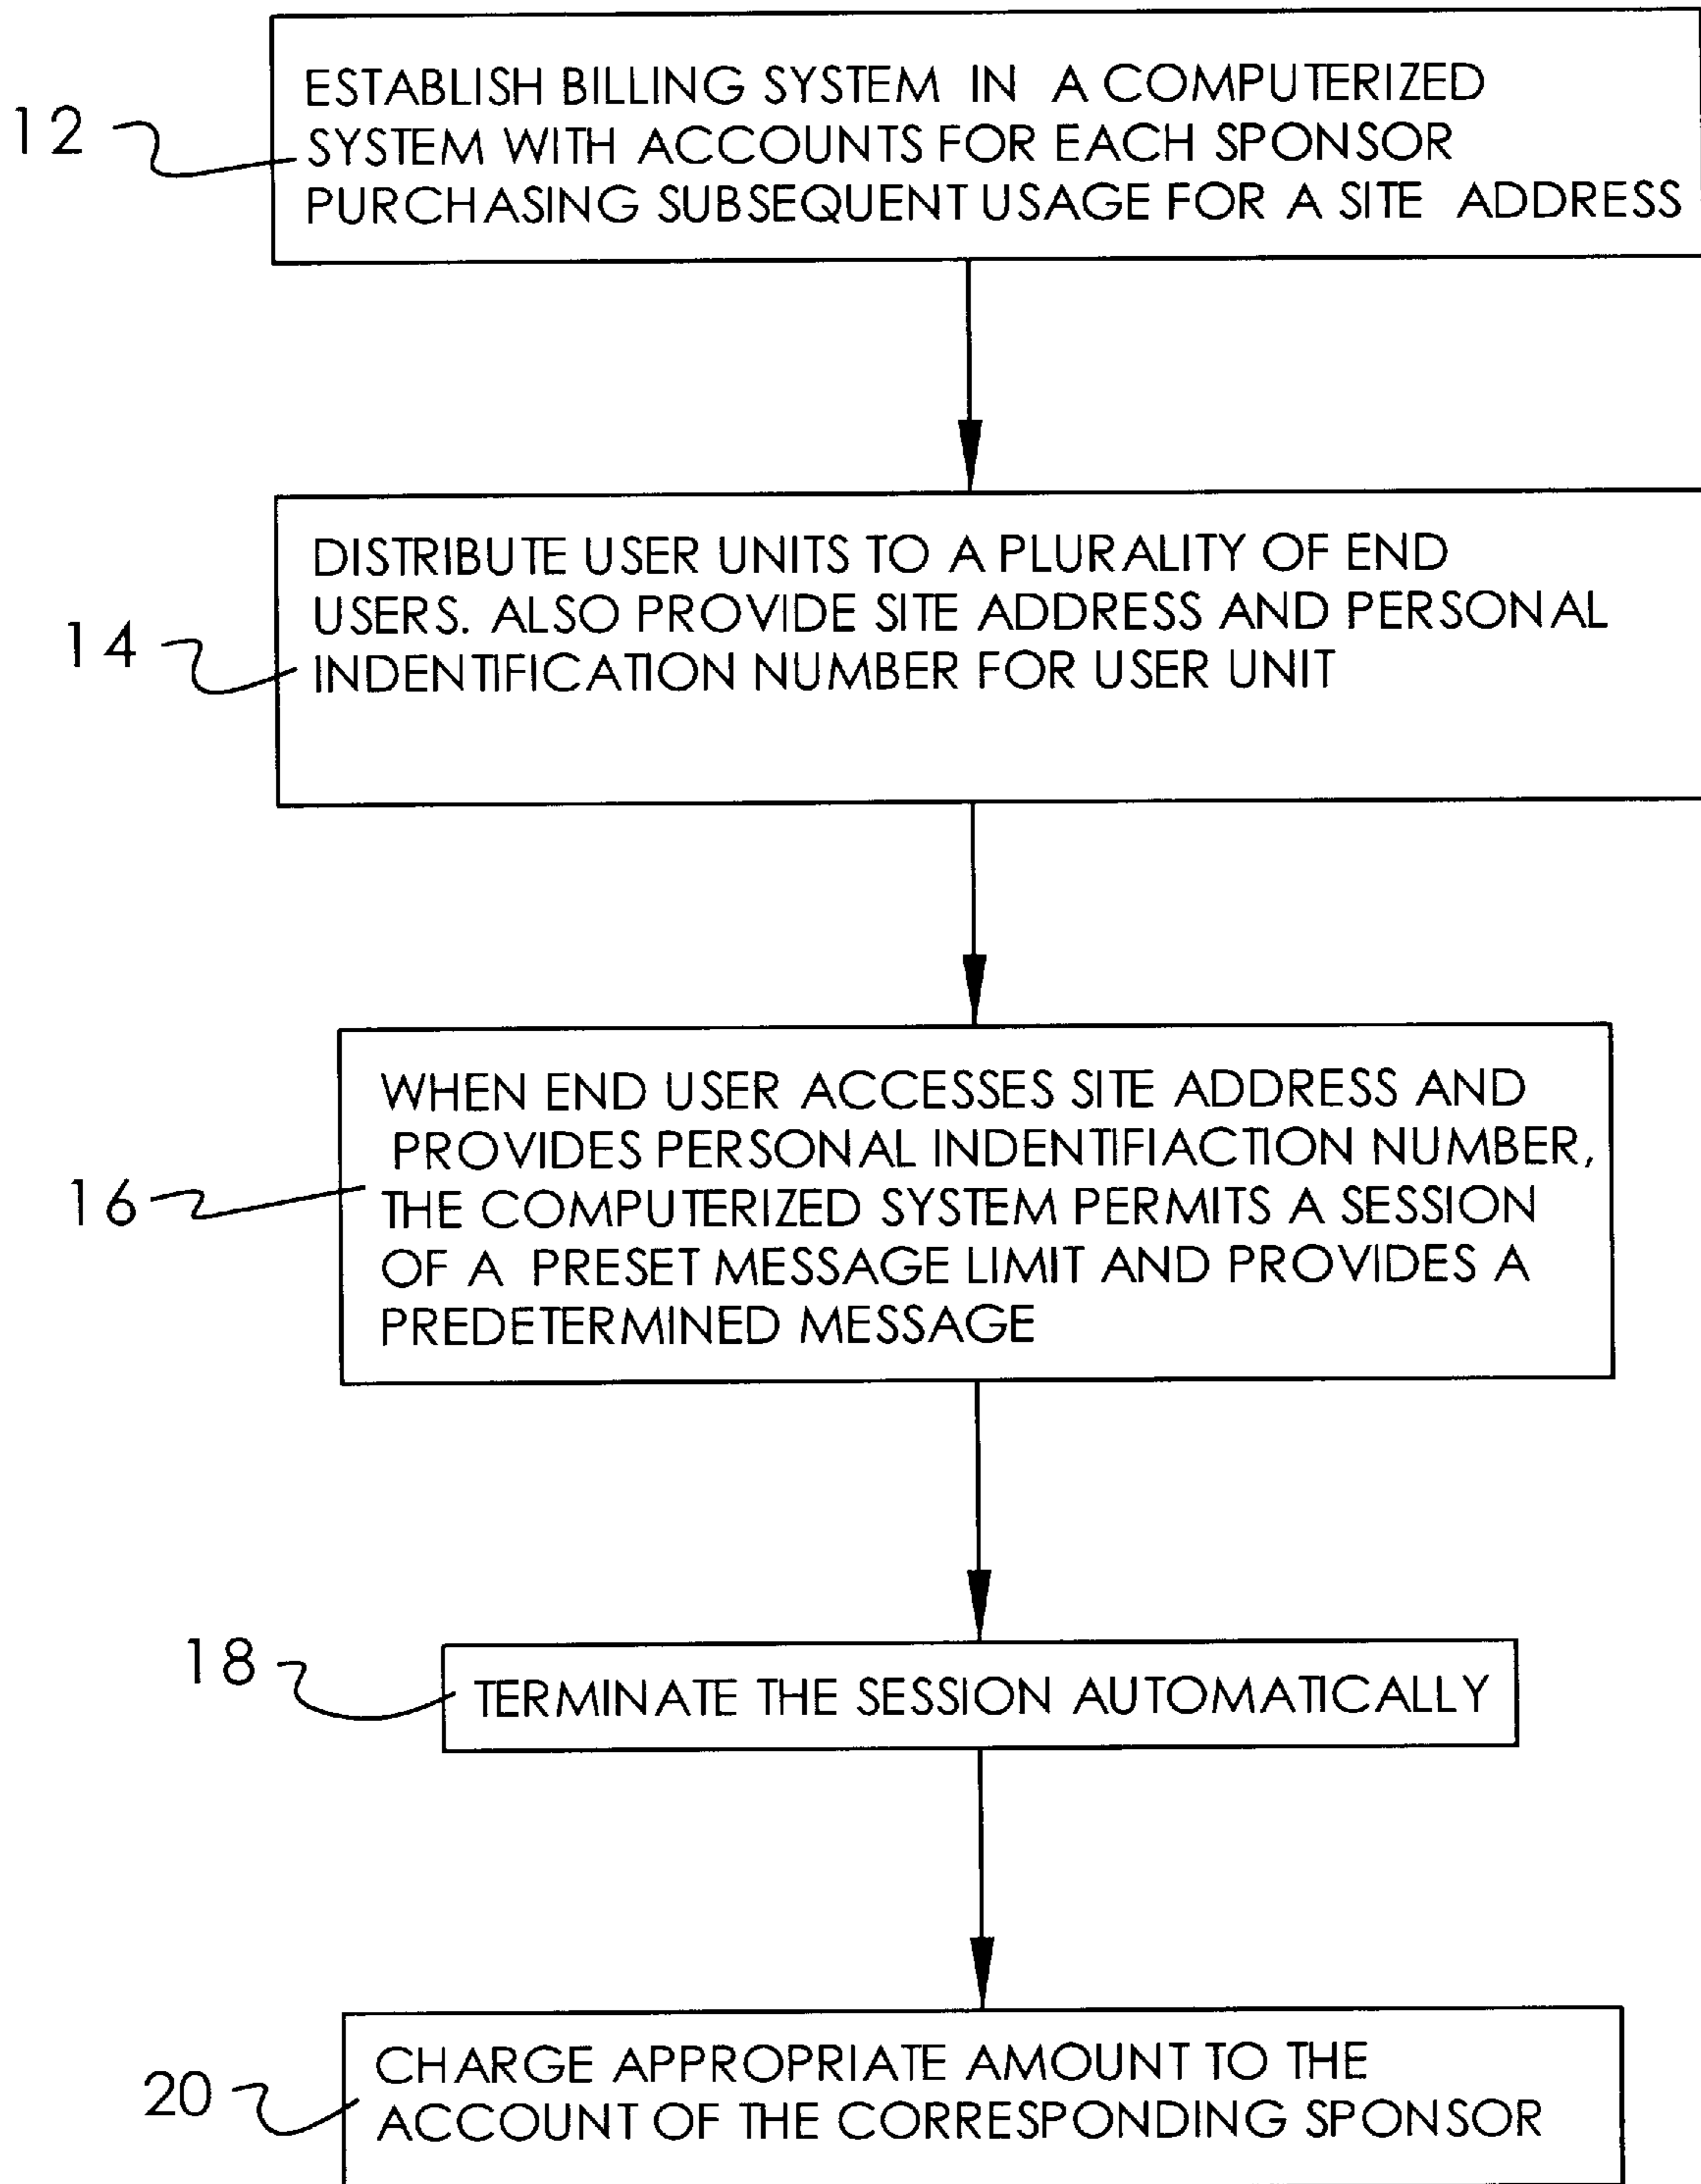 12
ESTABLISH BILLING SYSTEM IN A COMPUTERIZED
SYSTEM WITH ACCOUNTS FOR EACH SPONSOR
PURCHASING SUBSEQUENT USAGE FOR A SITE ADDRESS
14
DISTRIBUTE USER UNITS TO A PLURALITY OF END
USERS. ALSO PROVIDE SITE ADDRESS AND PERSONAL
INDENTIFICATION NUMBER FOR USER UNIT
16
WHEN END USER ACCESSES SITE ADDRESS AND
PROVIDES PERSONAL INDENTIFIACTION NUMBER,
THE COMPUTERIZED SYSTEM PERMITS A SESSION
OF A PRESET MESSAGE LIMIT AND PROVIDES A
PREDETERMINED MESSAGE
18
TERMINATE THE SESSION AUTOMATICALLY
20
CHARGE APPROPRIATE AMOUNT TO THE
ACCOUNT OF THE CORRESPONDING SPONSOR